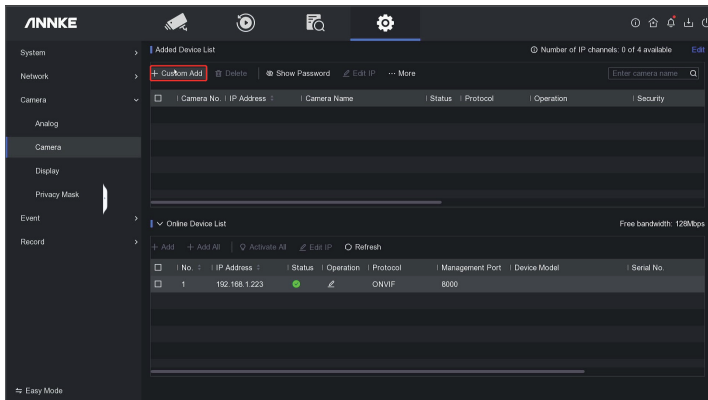 ANNKE
System
Network
Camera
Analog
Camera
Display
Privacy Mask
Event
Record
Easy Mode
Added Device List
Number of IP channels: 0 of 4 available Edit
+ Custom Add Delete Show Password Edit IP ... More Enter camera name
Camera No. IP Address Camera Name Status Protocol Operation Security
Online Device List Free bandwidth: 128Mbps
+ Add + Add All Activate All Edit IP Refresh
No. IP Address Status Operation Protocol Management Port Device Model Serial No.
1 192.168.1.223 ONVIF 8000